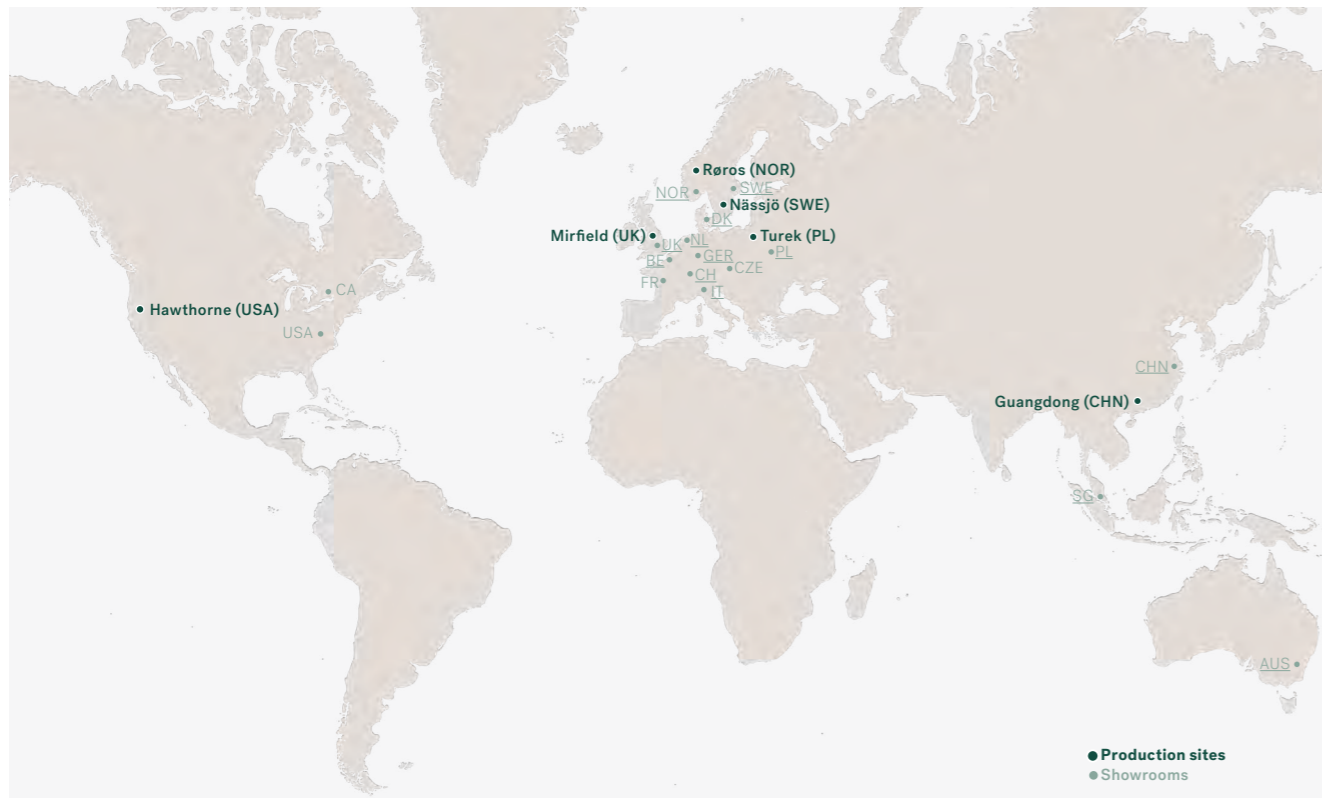 Røros (NOR)
NOR
SWE
Nässjö (SWE)
DK
Mirfield (UK)
UK
NL
Turek (PL)
BE
GER
PL
FR
CH
CZE
IT
CA
Hawthorne (USA)
USA
CHN
Guangdong (CHN)
SG
AUS
Production sites
Showrooms